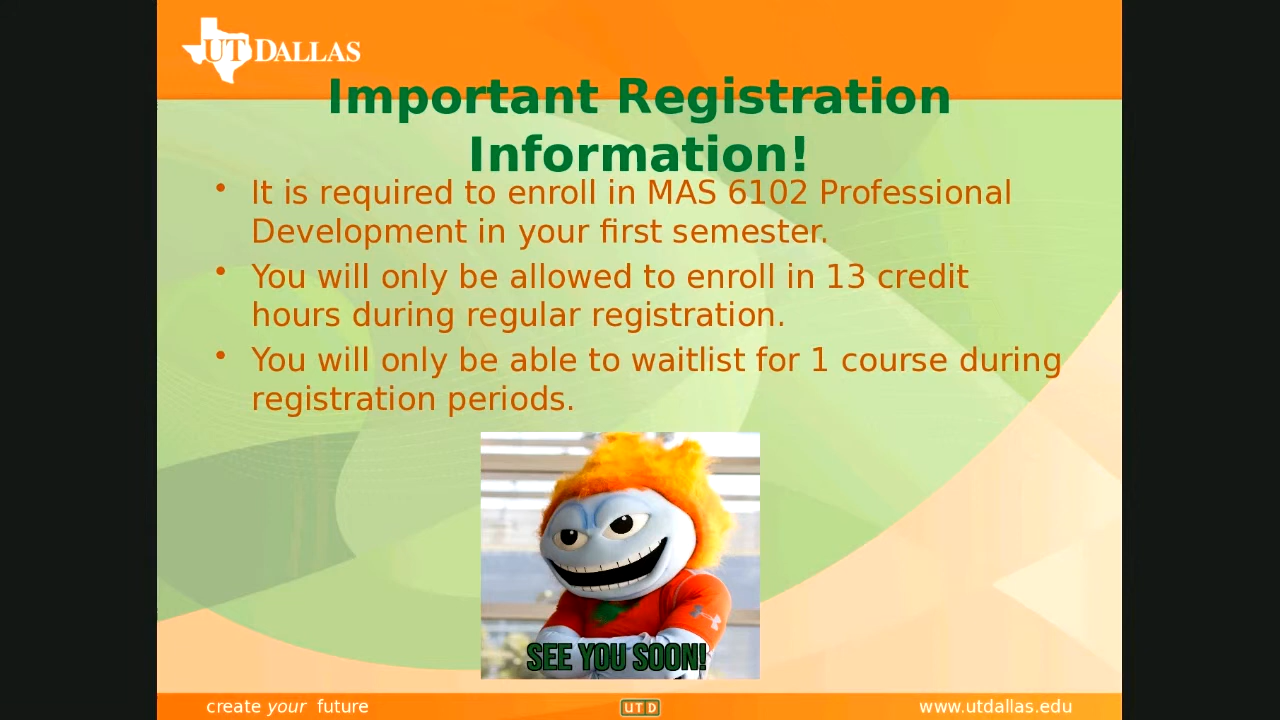 UT DALLAS
Important Registration
Information!
• It is required to enroll in MAS 6102 Professional
Development in your first semester.
• You will only be allowed to enroll in 13 credit
hours during regular registration.
• You will only be able to waitlist for 1 course during
registration periods.
SEE YOU SOON!
create your future
UTD
www.utdallas.edu